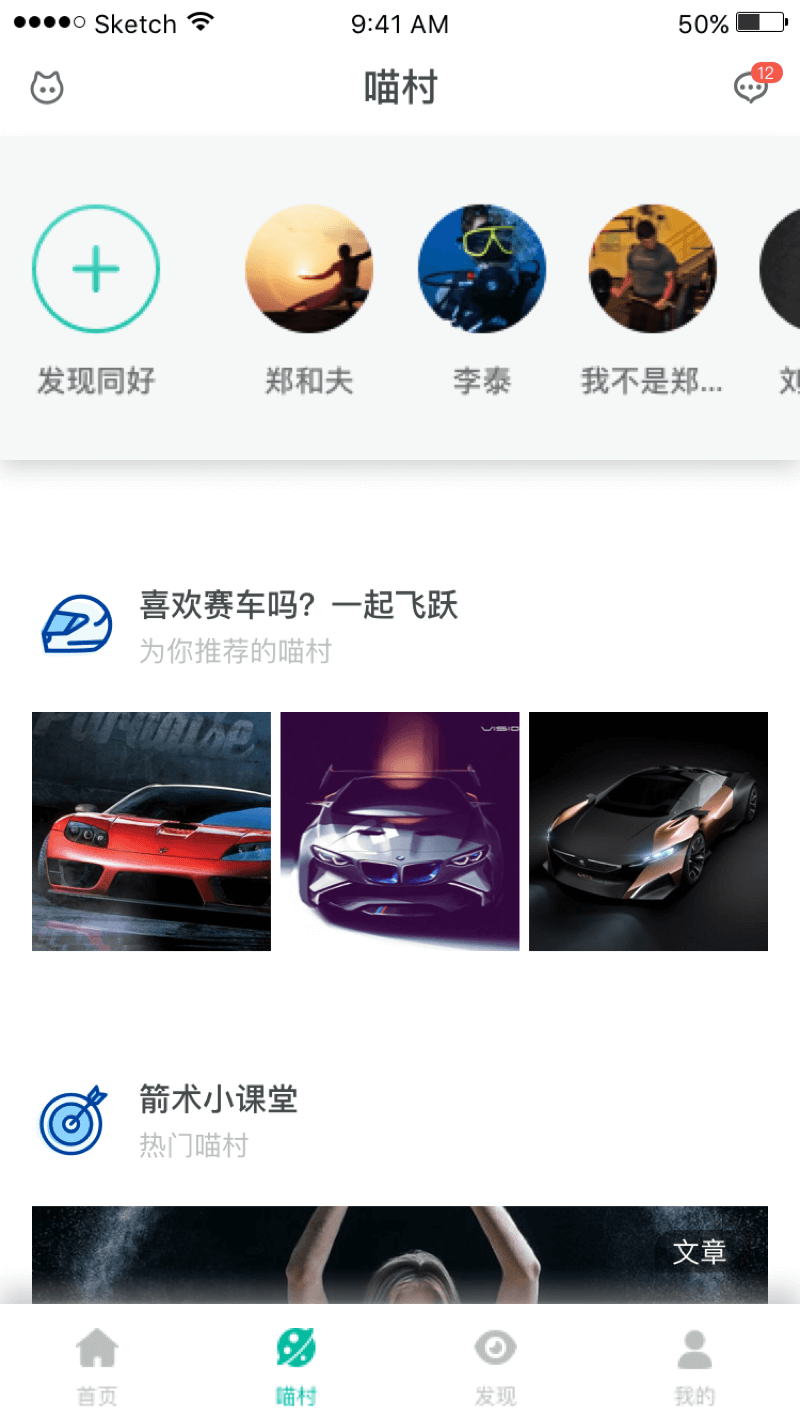 Sketch 9:41 AM 50%
喵村
12
发现同好 郑和夫 李泰 我不是郑... 刘
喜欢赛车吗？一起飞跃
为你推荐的喵村
箭术小课堂
热门喵村
文章
首页 喵村 发现 我的